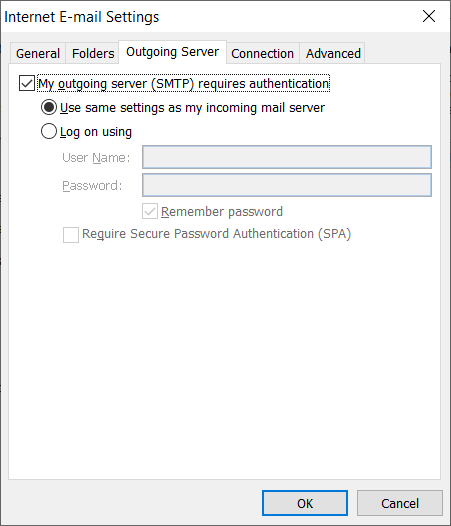 Internet E-mail Settings
General Folders Outgoing Server Connection Advanced
My outgoing server (SMTP) requires authentication
Use same settings as my incoming mail server
Log on using
User Name:
Password:
Remember password
Require Secure Password Authentication (SPA)
OK Cancel